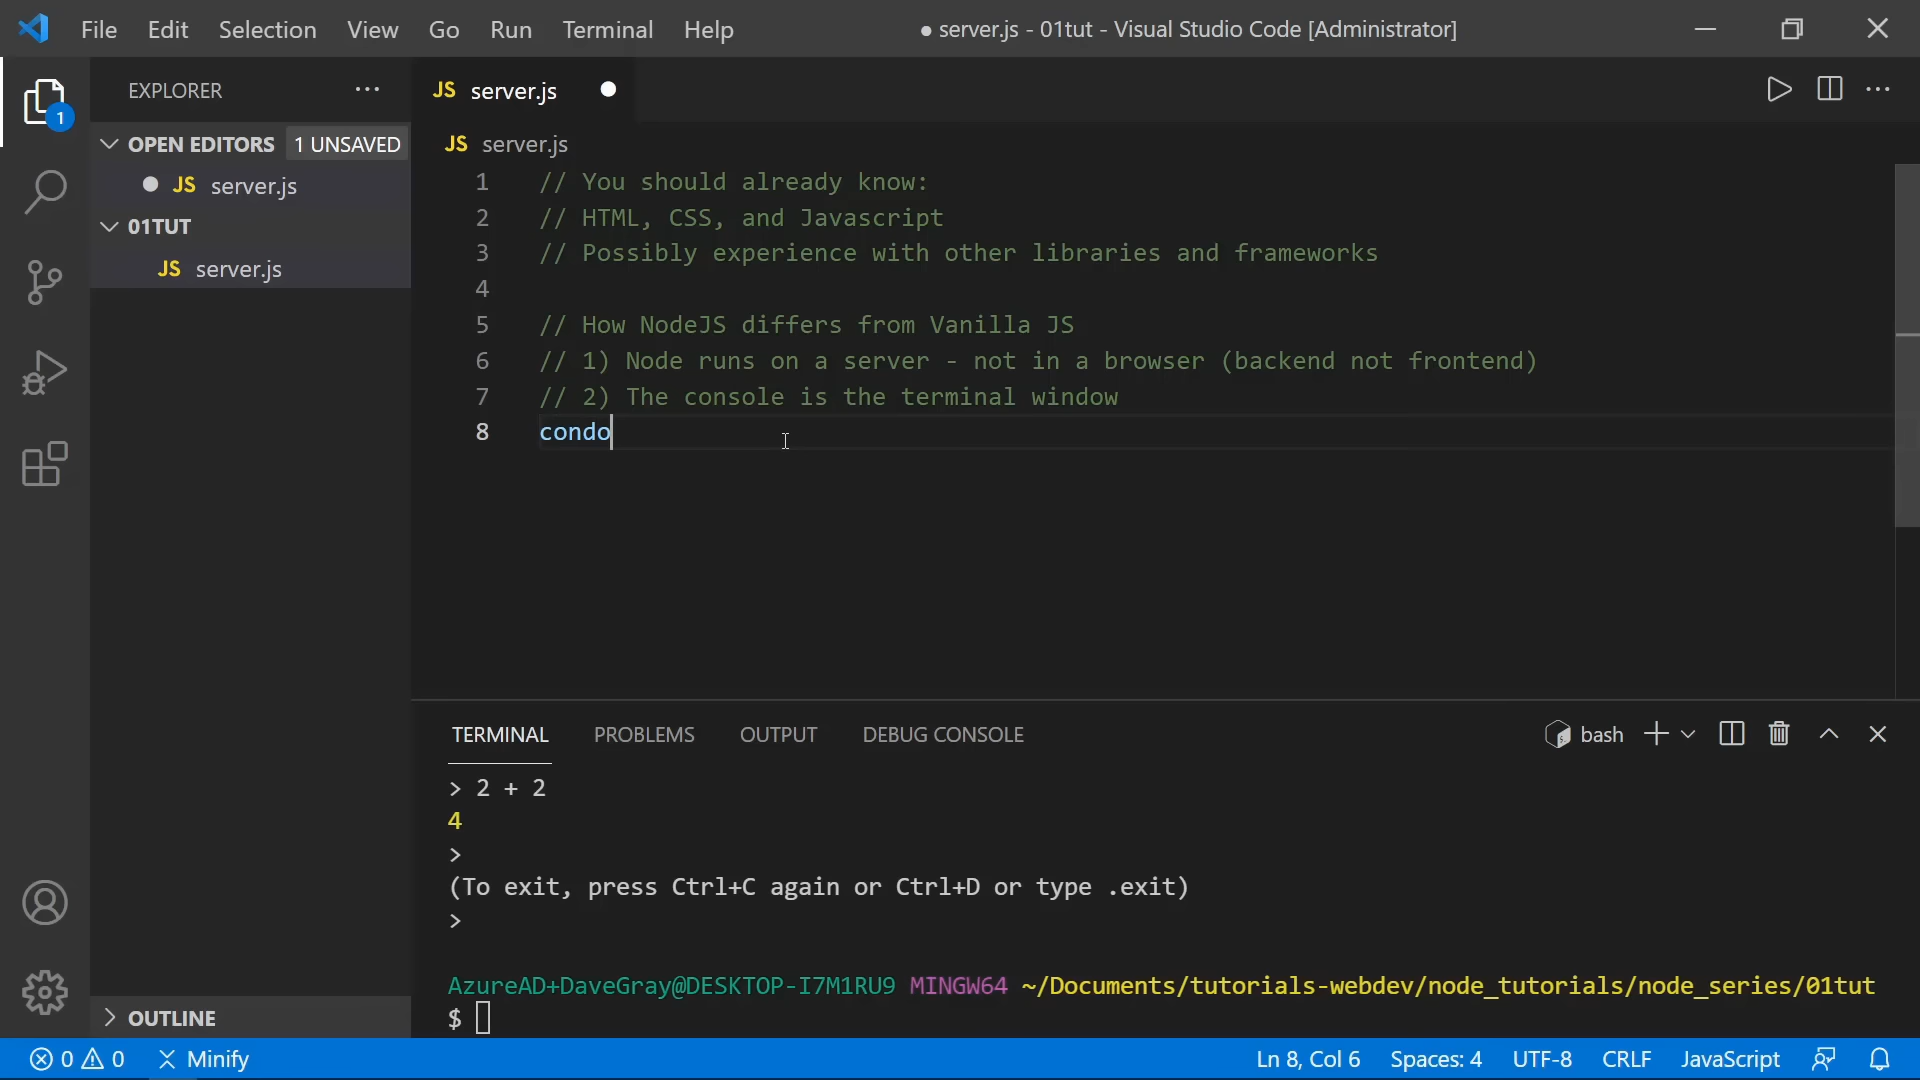 File Edit Selection View Go Run Terminal Help ● server.js - 01tut - Visual Studio Code [Administrator]
EXPLORER ···
JS server.js ●
1
OPEN EDITORS 1 UNSAVED
● JS server.js
01TUT
JS server.js
OUTLINE
JS server.js
1 // You should already know:
2 // HTML, CSS, and Javascript
3 // Possibly experience with other libraries and frameworks
4
5 // How NodeJS differs from Vanilla JS
6 // 1) Node runs on a server - not in a browser (backend not frontend)
7 // 2) The console is the terminal window
8 condo
TERMINAL PROBLEMS OUTPUT DEBUG CONSOLE bash
> 2 + 2
4
>
(To exit, press Ctrl+C again or Ctrl+D or type .exit)
>
AzureAD+DaveGray@DESKTOP-I7M1RU9 MINGW64 ~/Documents/tutorials-webdev/node_tutorials/node_series/01tut
$
0 0 Minify Ln 8, Col 6 Spaces: 4 UTF-8 CRLF JavaScript